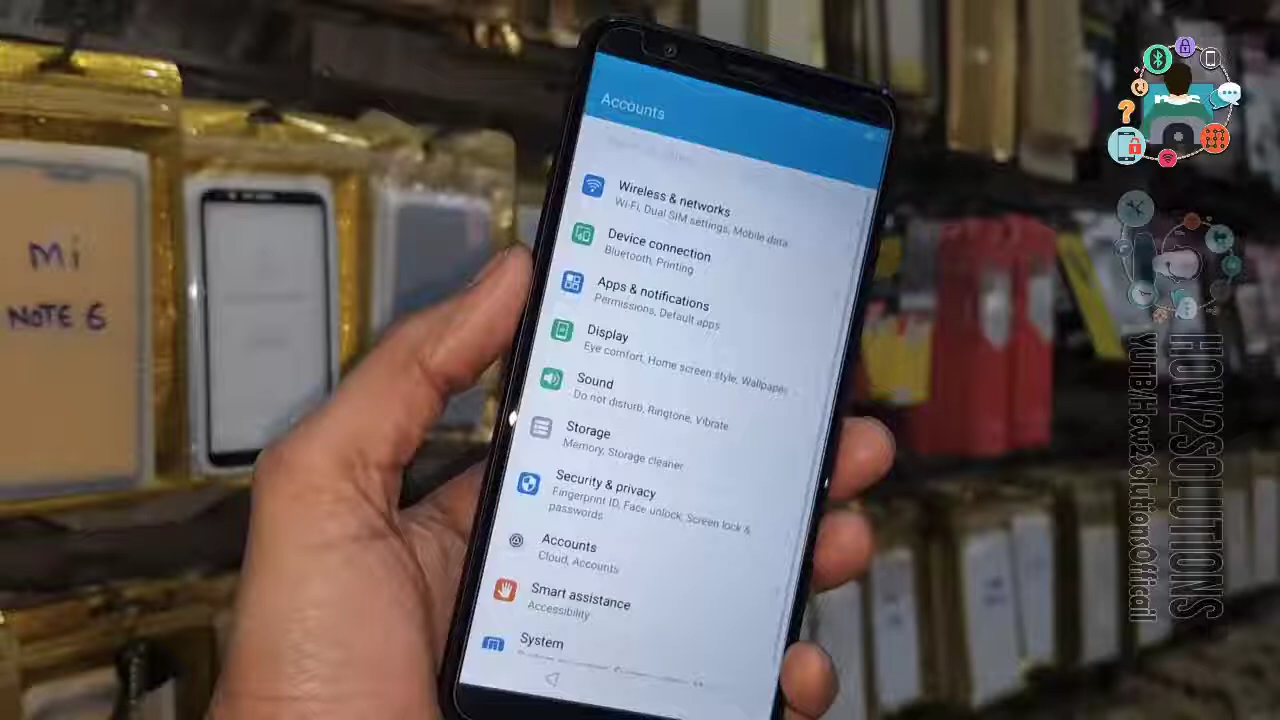 Accounts
Wireless & networks
Wi-Fi, Dual SIM settings, Mobile data
Device connection
Bluetooth, Printing
Apps & notifications
Permissions, Default apps
Display
Eye comfort, Home screen style, Wallpaper
Sound
Do not disturb, Ringtone, Vibrate
Storage
Memory, Storage cleaner
Security & privacy
Fingerprint ID, Face unlock, Screen lock &
passwords
Accounts
Cloud, Accounts
Smart assistance
Accessibility
System
Mi
NOTE 6
HOW2SOLUTIONS
YUTB/How2SolutionsOfficail